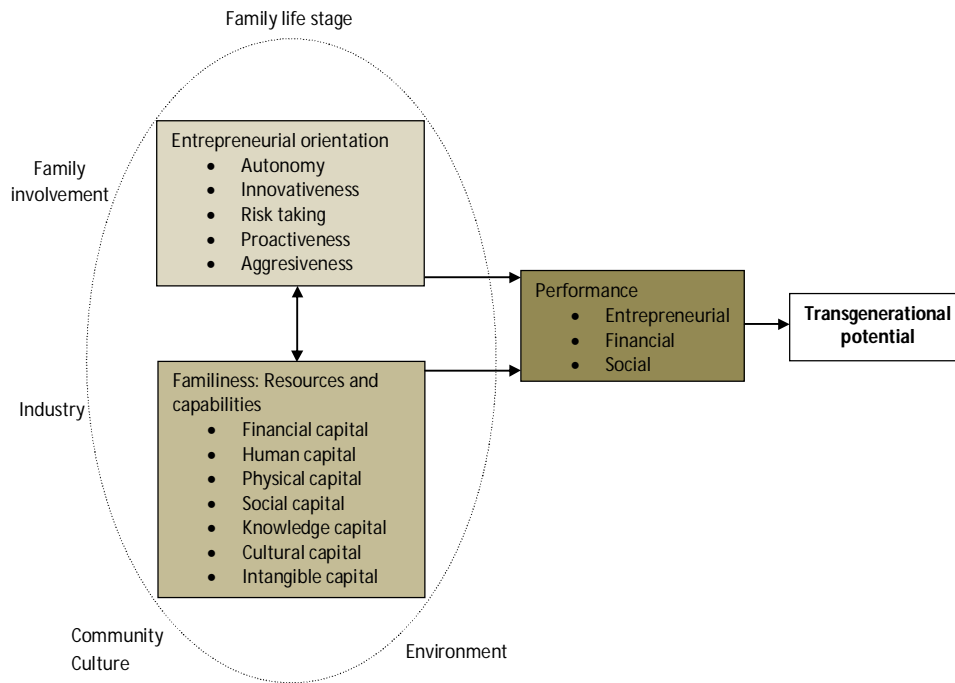 Family life stage
Entrepreneurial orientation
• Autonomy
• Innovativeness
• Risk taking
• Proactiveness
• Aggresiveness
Family
involvement
Performance
• Entrepreneurial
• Financial
• Social
Transgenerational
potential
Familiness: Resources and
capabilities
• Financial capital
• Human capital
• Physical capital
• Social capital
• Knowledge capital
• Cultural capital
• Intangible capital
Industry
Community
Culture
Environment